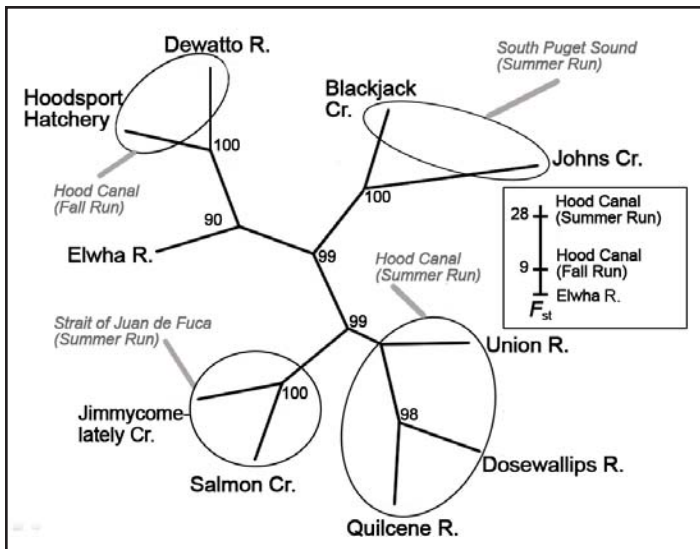 Dewatto R.
South Puget Sound
(Summer Run)
Hoodsport
Hatchery
Blackjack
Cr.
100
Johns Cr.
Hood Canal
(Fall Run)
100
90
Elwha R.
99
Hood Canal
(Summer Run)
28
Hood Canal
(Summer Run)
9
Hood Canal
(Fall Run)
Elwha R.
Fst
Strait of Juan de Fuca
(Summer Run)
99
Union R.
100
Jimmycome-
lately Cr.
98
Salmon Cr.
Dosewallips R.
Quilcene R.